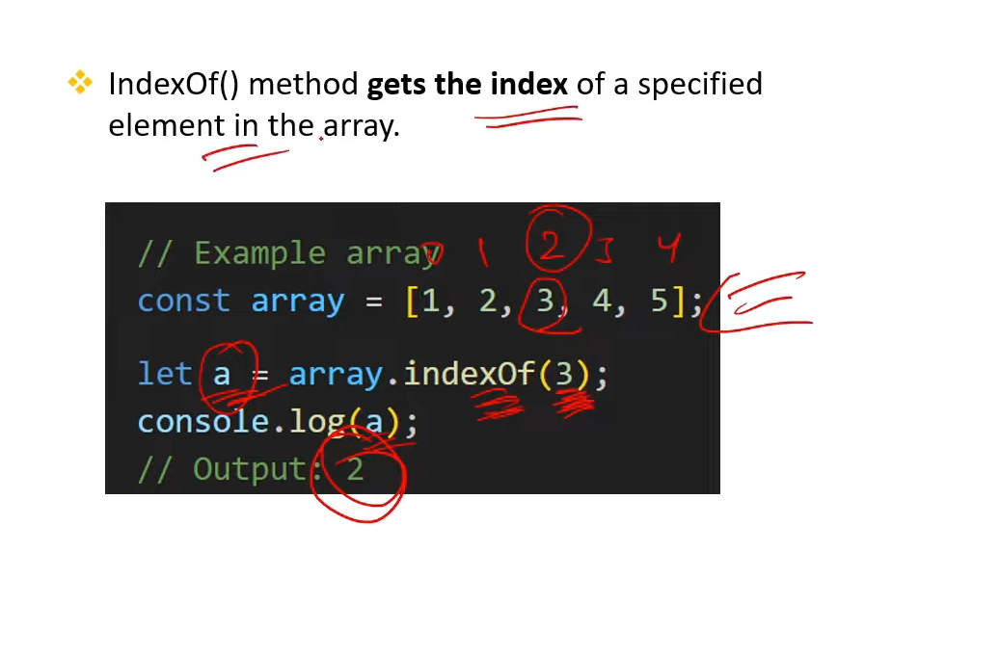 IndexOf() method gets the index of a specified
element in the array.
// Example array
0 1 2 3 4
const array = [1, 2, 3, 4, 5];
let a = array.indexOf(3);
console.log(a);
// Output: 2